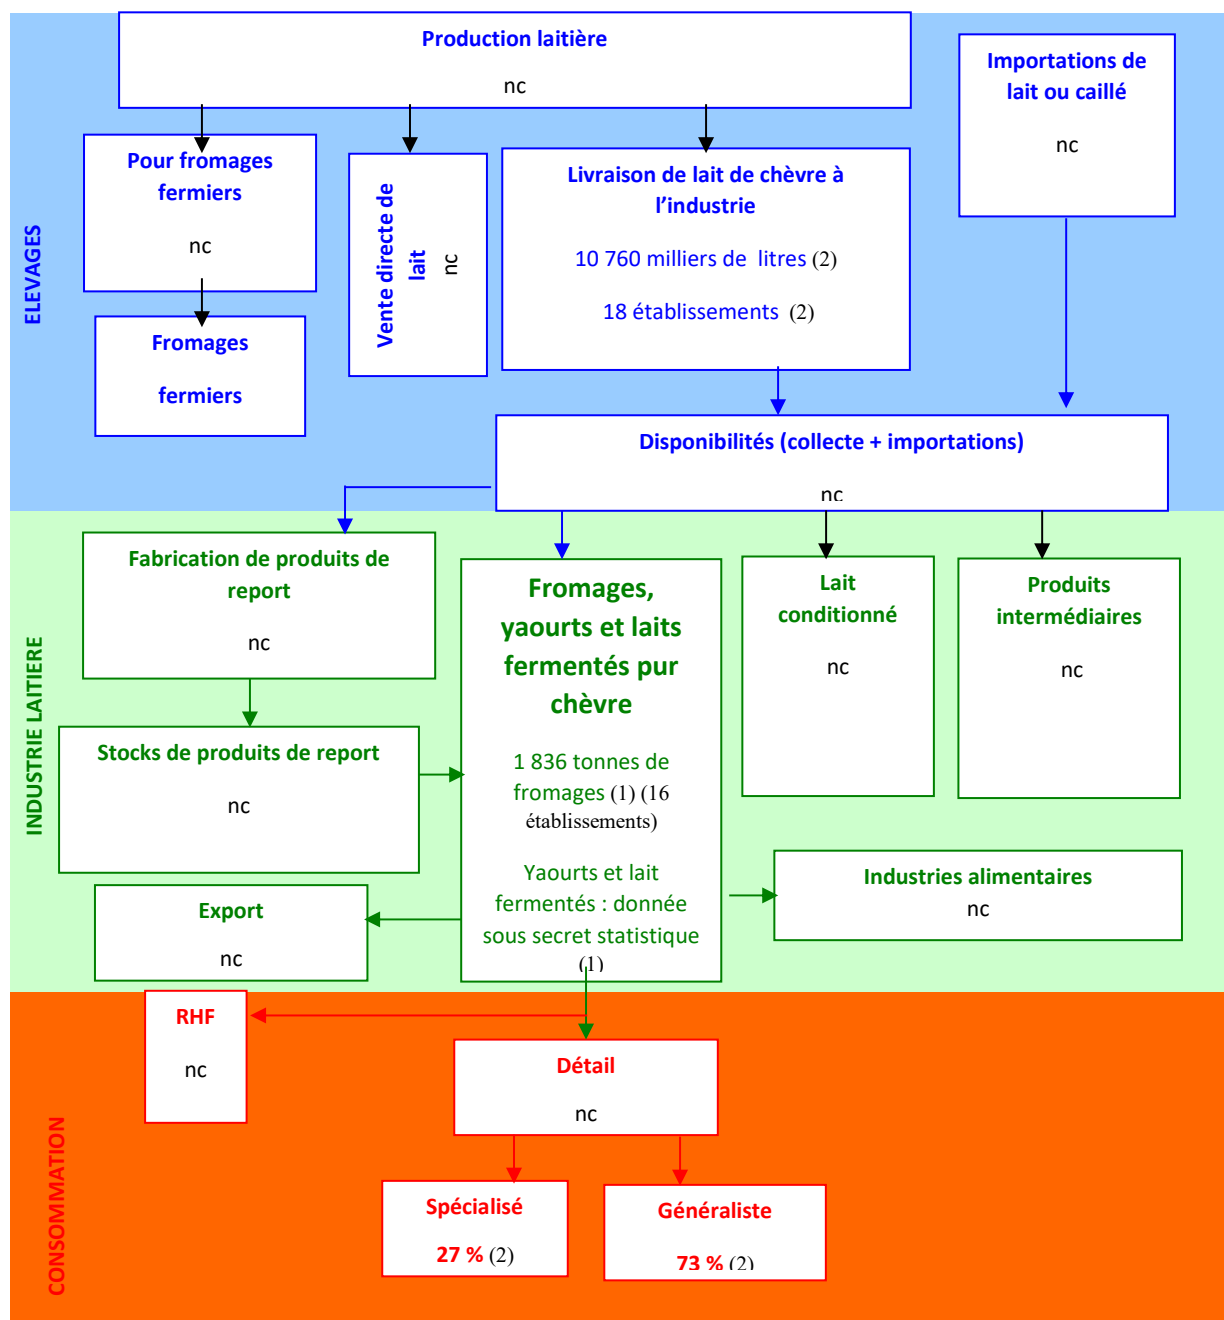 Production laitière
nc
Importations de
lait ou caillé
nc
Pour fromages
fermiers
nc
Vente directe de
lait
nc
Livraison de lait de chèvre à
l’industrie
10 760 milliers de  litres (2)
18 établissements  (2)
Fromages
fermiers
ELEVAGES
Disponibilités (collecte + importations)
nc
Fabrication de produits de
report
nc
Fromages,
yaourts et laits
fermentés pur
chèvre
1 836 tonnes de
fromages (1) (16
établissements)
Yaourts et lait
fermentés : donnée
sous secret statistique
(1)
Lait
conditionné
nc
Produits
intermédiaires
nc
INDUSTRIE LAITIERE
Stocks de produits de report
nc
Industries alimentaires
nc
Export
nc
RHF
nc
Détail
nc
CONSOMMATION
Spécialisé
27 % (2)
Généraliste
73 % (2)